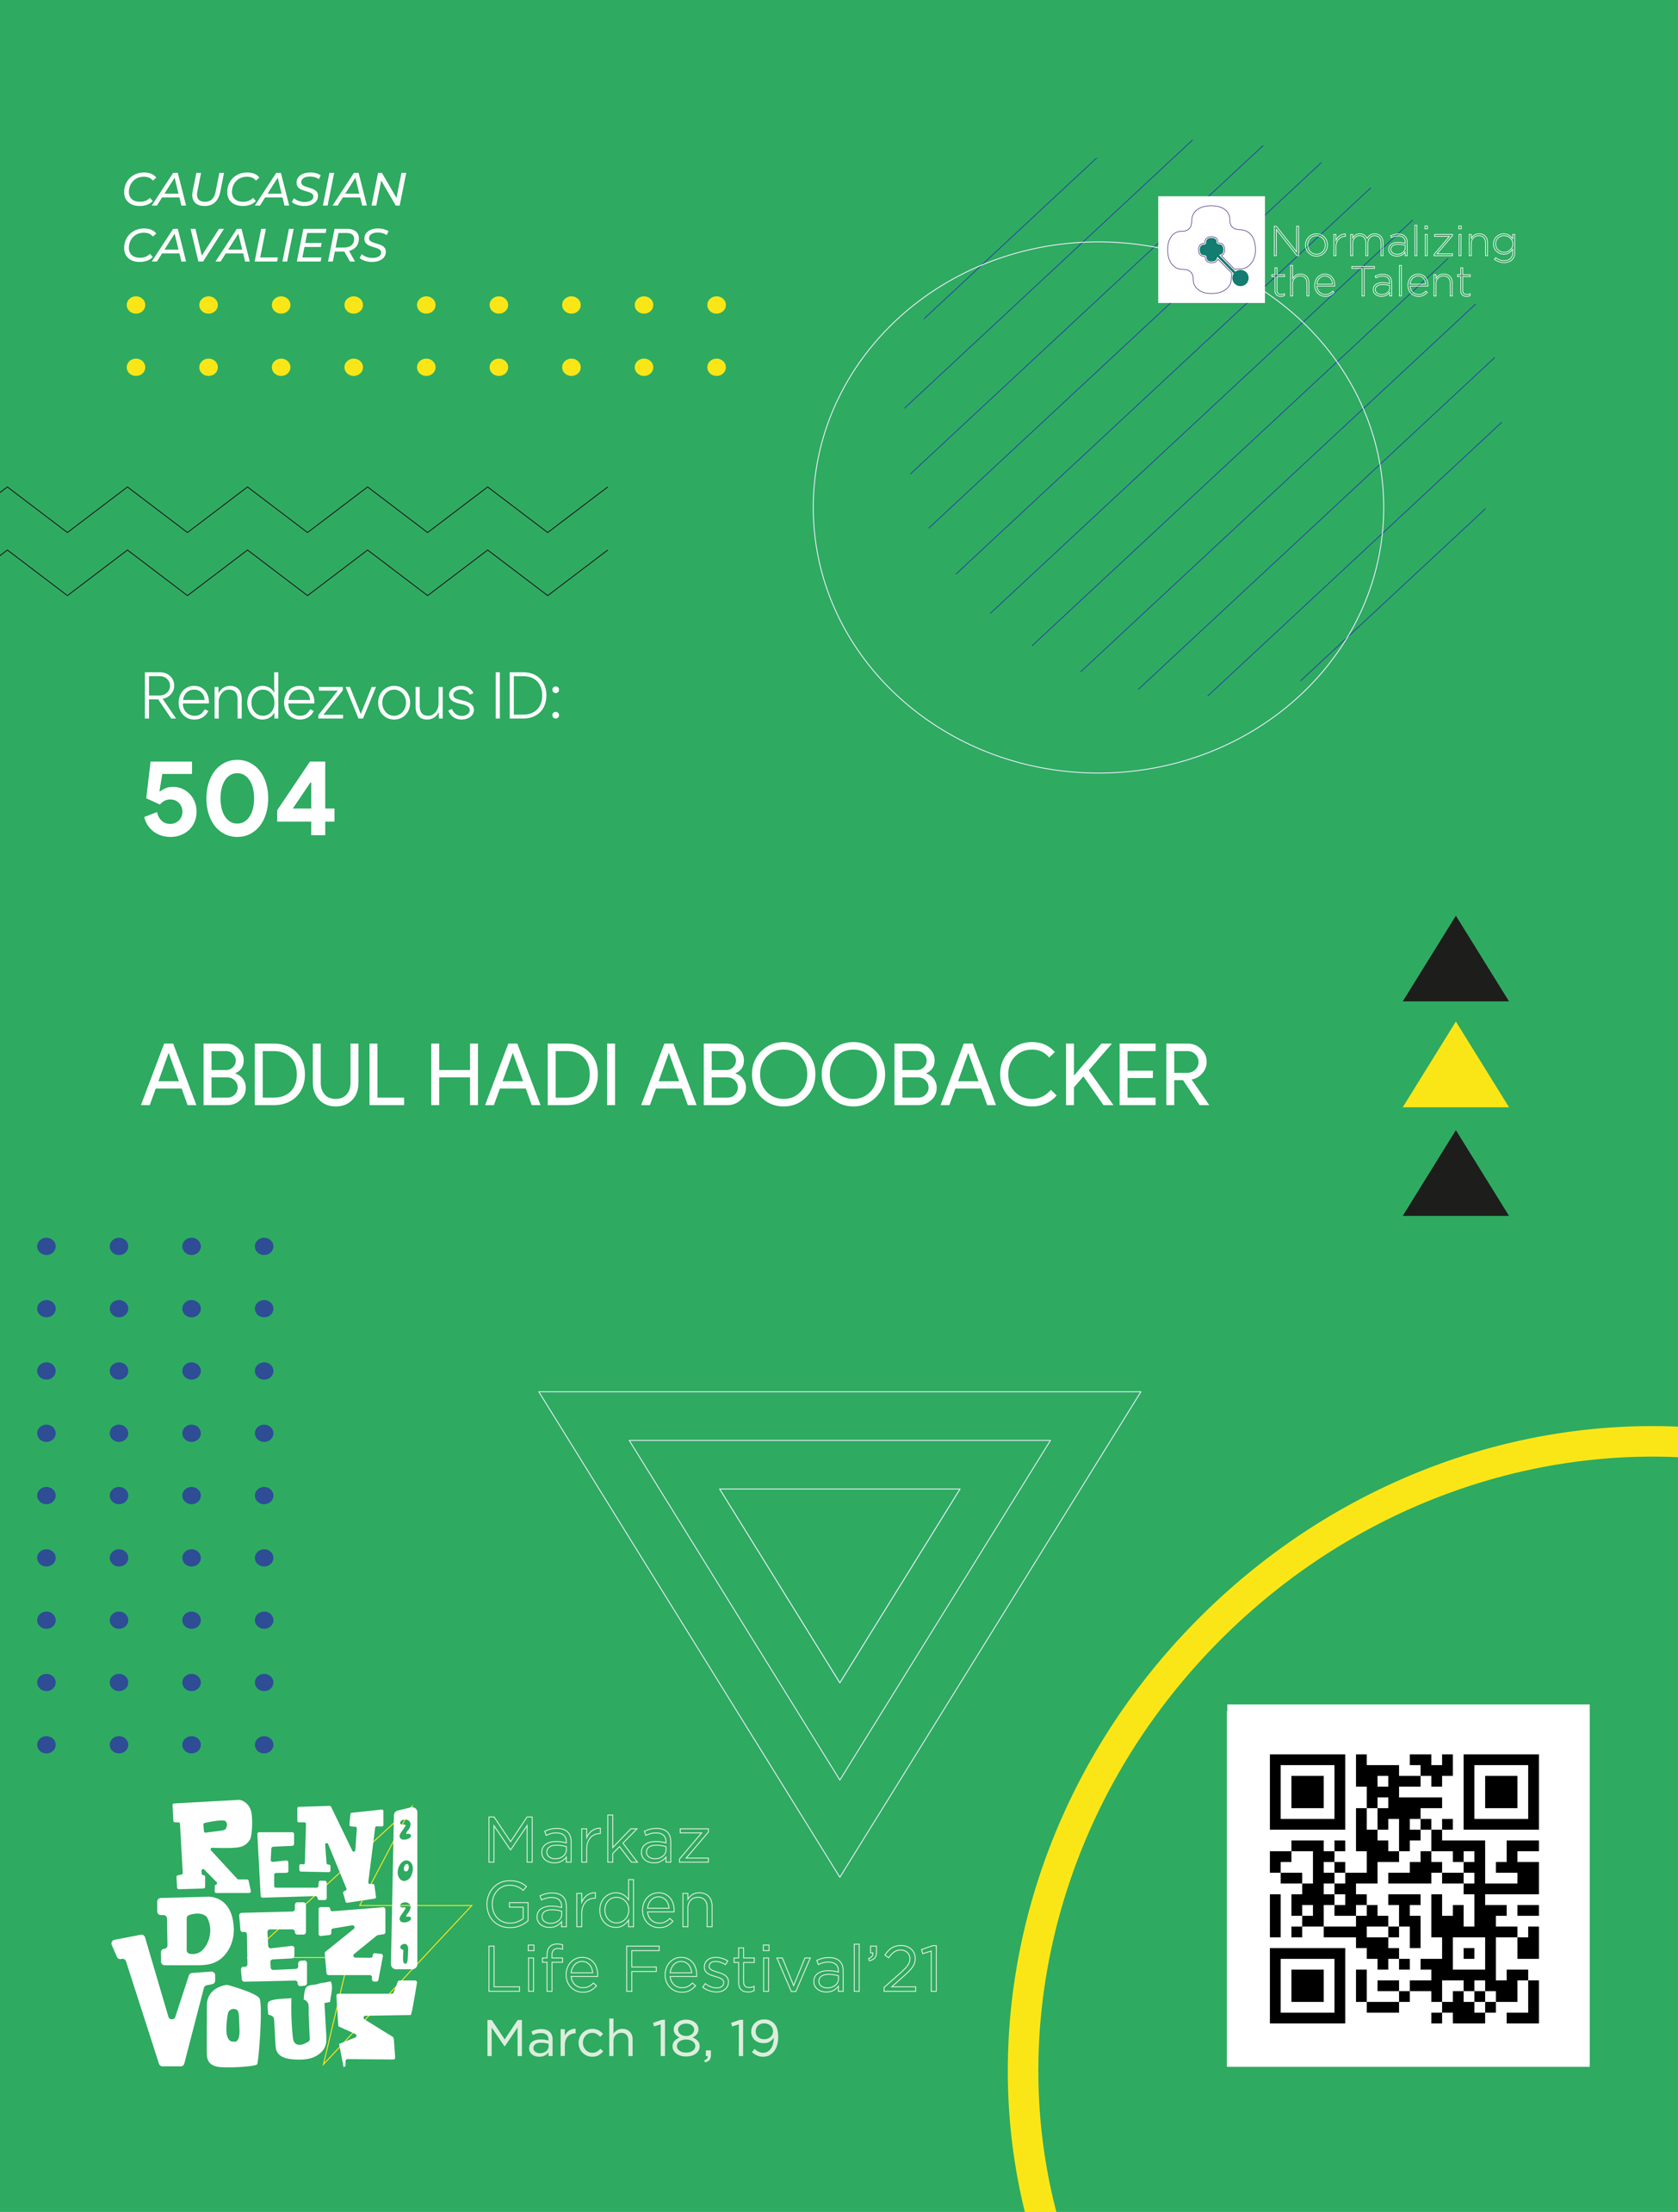 CAUCASIAN
CAVALIERS
Normalizing
the Talent
Rendezvous ID:
504
ABDUL HADI ABOOBACKER
REN
DEZ
VOUS
2021
Markaz
Garden
Life Festival'21
March 18, 19